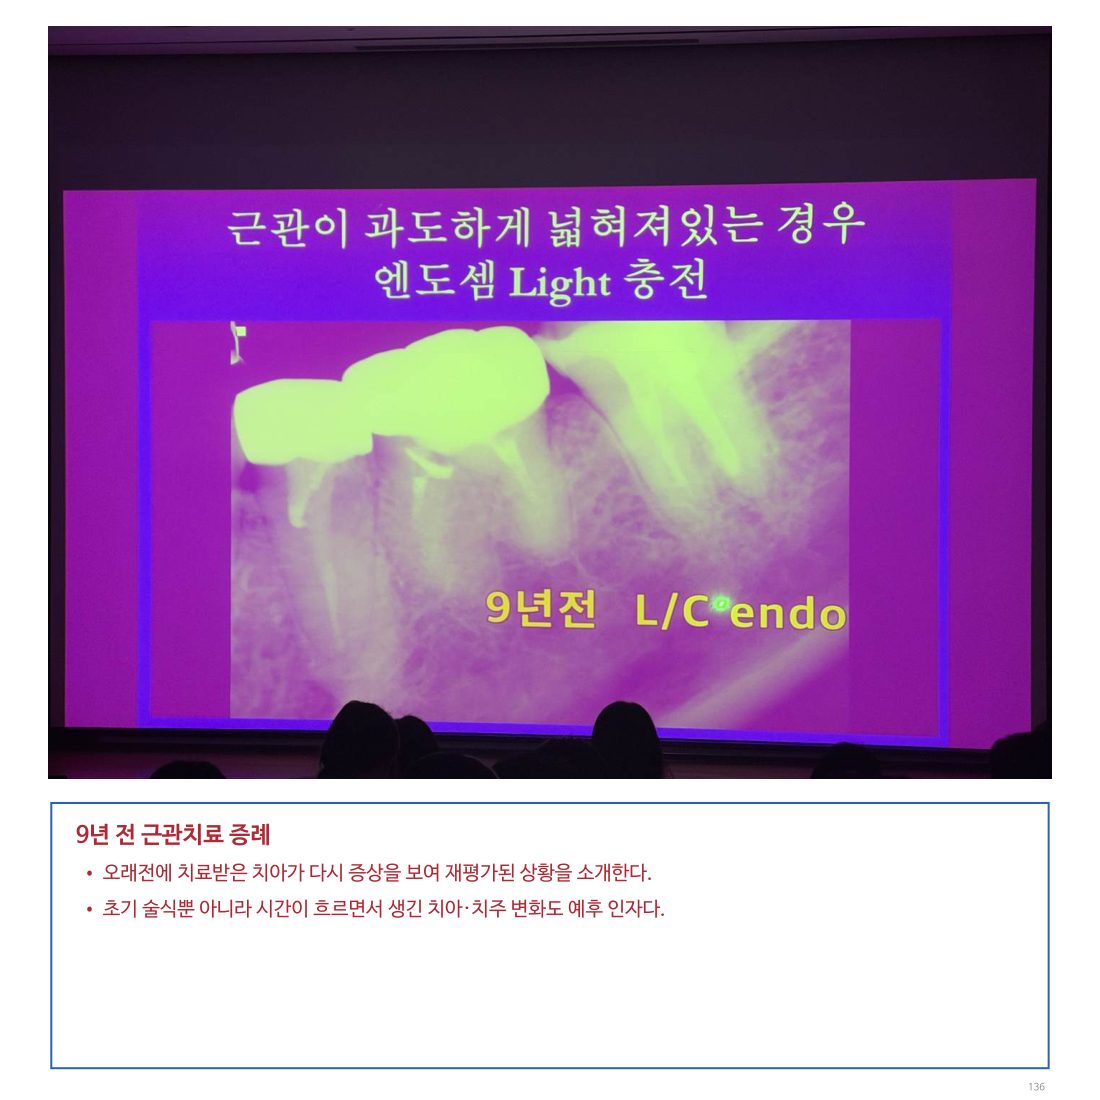 근관이 과도하게 넓혀져있는 경우
엔도셈 Light 충전
9년전 L/C endo
9년 전 근관치료 증례
• 오래전에 치료받은 치아가 다시 증상을 보여 재평가된 상황을 소개한다.
• 초기 술식뿐 아니라 시간이 흐르면서 생긴 치아·치주 변화도 예후 인자다.
136